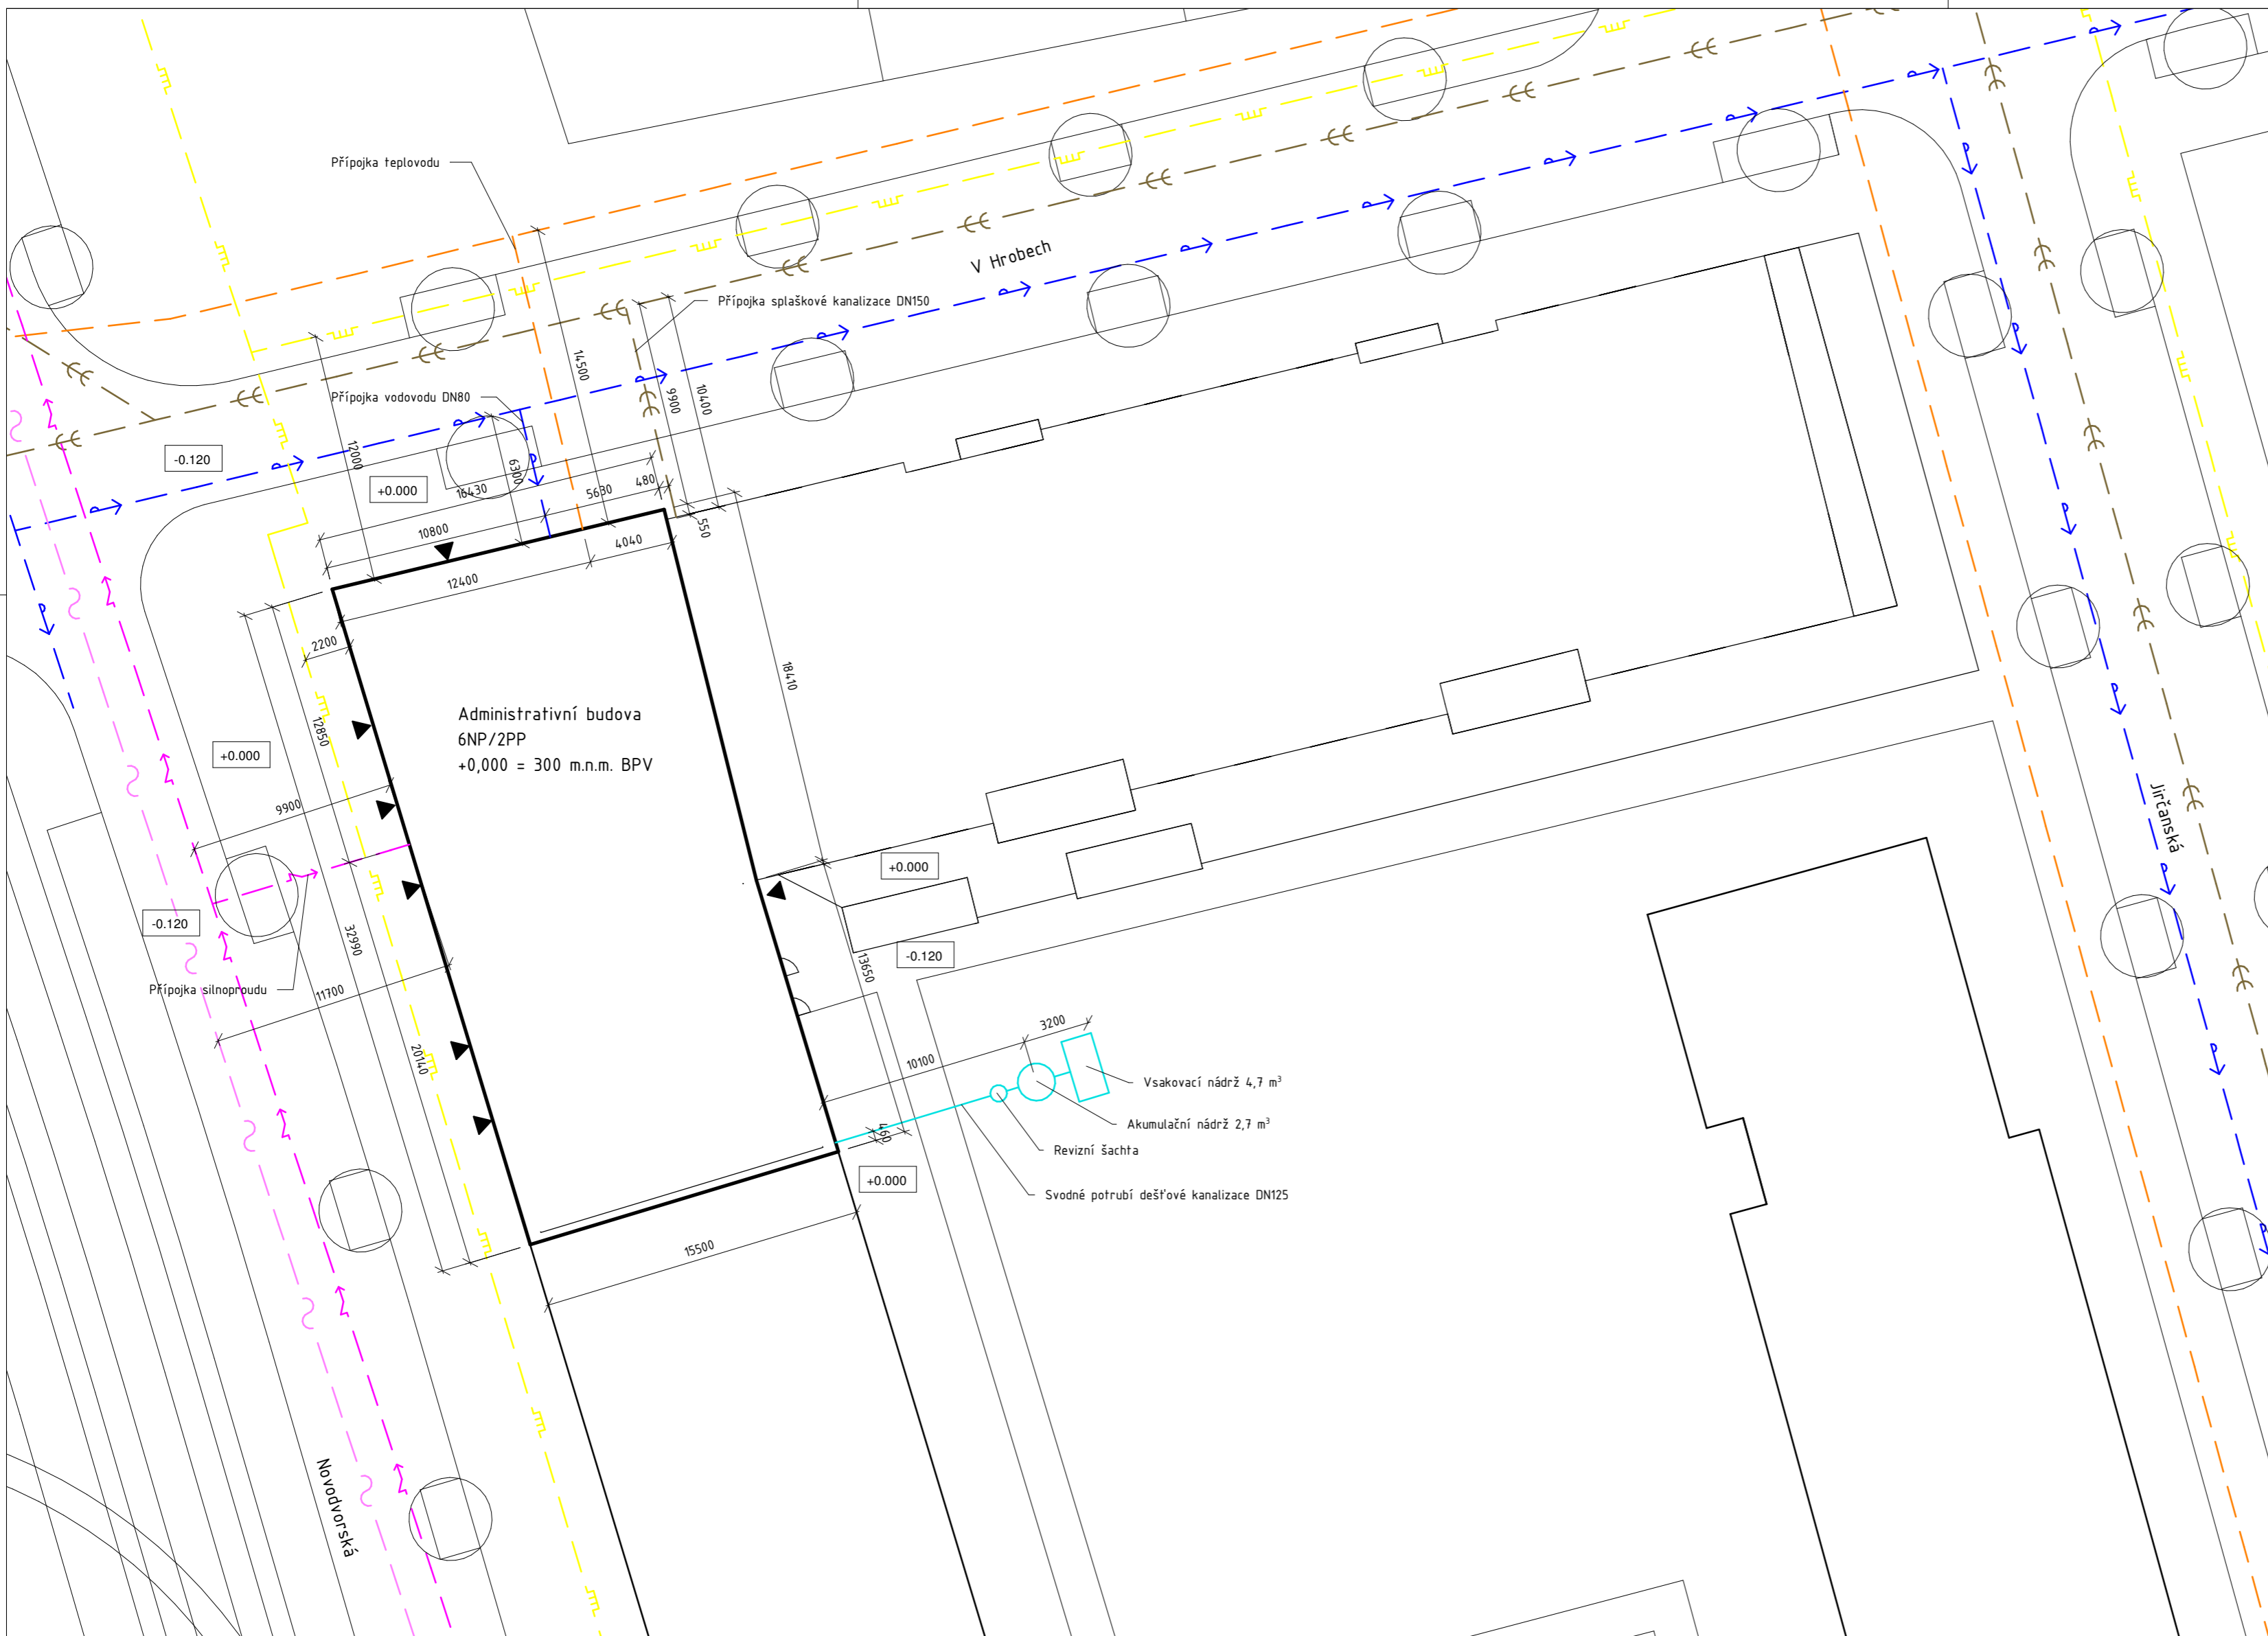 Přípojka teplovodu
V Hrobech
Přípojka splaškové kanalizace DN150
14500
9900
10400
Přípojka vodovodu DN80
12000
6300
-0.120
+0.000
16430
5630
480
10800
550
4040
12400
2200
18410
12850
Administrativní budova
6NP/2PP
+0,000 = 300 m.n.m. BPV
+0.000
9900
Jirčanská
+0.000
-0.120
32990
-0.120
13650
Přípojka silnoproudu
11700
3200
20140
10100
Vsakovací nádrž 4,7 m³
Akumulační nádrž 2,7 m³
460
Revizní šachta
+0.000
Svodné potrubí dešťové kanalizace DN125
15500
Novodvorská